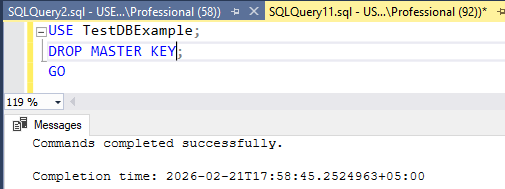 SQLQuery2.sql - USE...\Professional (58))
SQLQuery11.sql - USE...\Professional (92))*
USE TestDBExample;
DROP MASTER KEY;
GO
119 %
Messages
Commands completed successfully.
Completion time: 2026-02-21T17:58:45.2524963+05:00